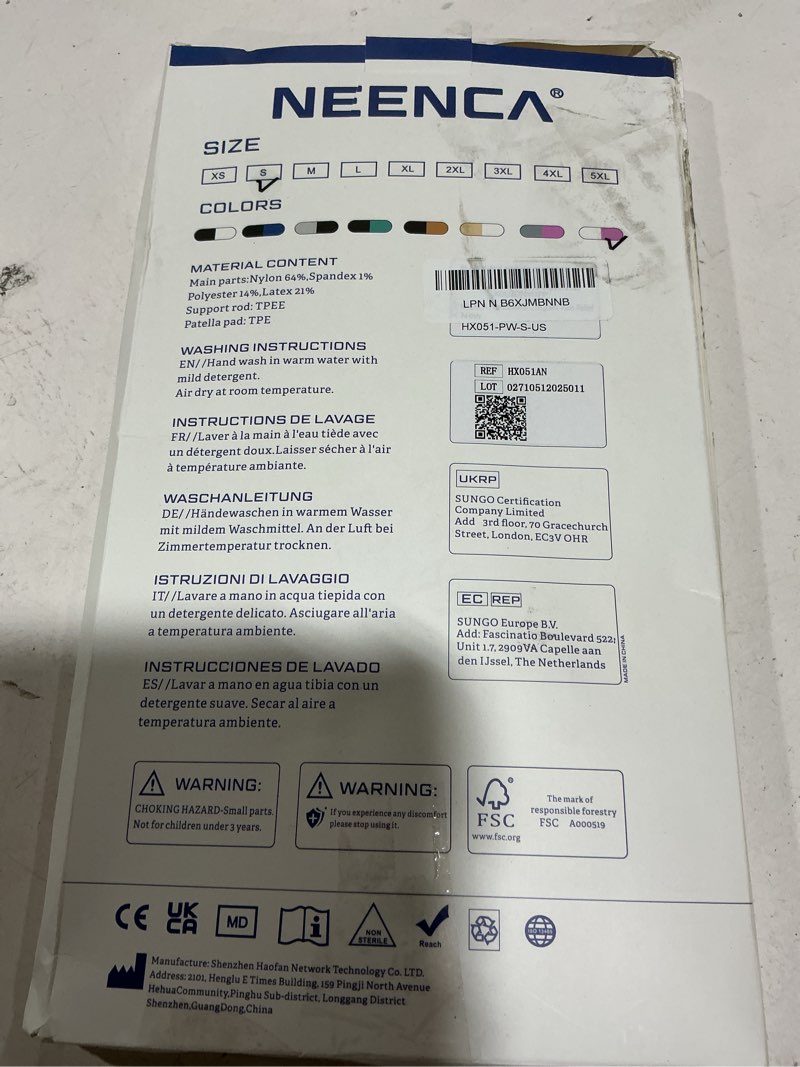 NEENCA®
SIZE
XS S M L XL 2XL 3XL 4XL 5XL
COLORS
MATERIAL CONTENT
Main parts:Nylon 64%,Spandex 1%
Polyester 14%,Latex 21%
Support rod: TPEE
Patella pad: TPE
WASHING INSTRUCTIONS
EN//Hand wash in warm water with
mild detergent.
Air dry at room temperature.
INSTRUCTIONS DE LAVAGE
FR//Laver à la main à l'eau tiède avec
un détergent doux.Laisser sécher à l'air
à température ambiante.
WASCHANLEITUNG
DE//Händewaschen in warmem Wasser
mit mildem Waschmittel. An der Luft bei
Zimmertemperatur trocknen.
ISTRUZIONI DI LAVAGGIO
IT//Lavare a mano in acqua tiepida con
un detergente delicato. Asciugare all'aria
a temperatura ambiente.
INSTRUCCIONES DE LAVADO
ES//Lavar a mano en agua tibia con un
detergente suave. Secar al aire a
temperatura ambiente.
LPN N B6XJMBNNB
New
HX051-PW-S-US
REF HX051AN
LOT 02710512025011
UKRP
SUNGO Certification
Company Limited
Add 3rd floor, 70 Gracechurch
Street, London, EC3V OHR
EC REP
SUNGO Europe B.V.
Add: Fascinatio Boulevard 522,
Unit 1.7, 2909VA Capelle aan
den IJssel, The Netherlands
MADE IN CHINA
WARNING:
CHOKING HAZARD-Small parts.
Not for children under 3 years.
WARNING:
If you experience any discomfort
please stop using it.
FSC®
www.fsc.org
The mark of
responsible forestry
FSC A000519
CE UK CA MD i NON STERILE Reach ISO 13485
Manufacture: Shenzhen Haofan Network Technology Co. LTD.
Address: 2101, Henglu E Times Building, 159 Pingji North Avenue
HehuaCommunity,Pinghu Sub-district, Longgang District
Shenzhen,GuangDong,China